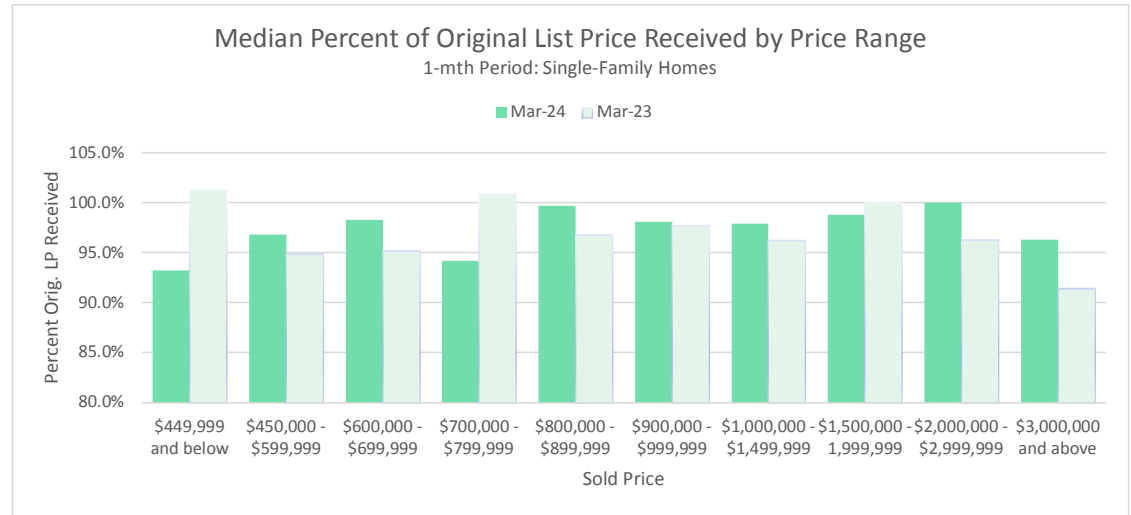 Median Percent of Original List Price Received by Price Range
1-mth Period: Single-Family Homes
Mar-24 Mar-23
Percent Orig. LP Received
105.0%
100.0%
95.0%
90.0%
85.0%
80.0%
$449,999 and below
$450,000 - $599,999
$600,000 - $699,999
$700,000 - $799,999
$800,000 - $899,999
$900,000 - $999,999
$1,000,000 - $1,499,999
$1,500,000 - 1,999,999
$2,000,000 - $2,999,999
$3,000,000 and above
Sold Price